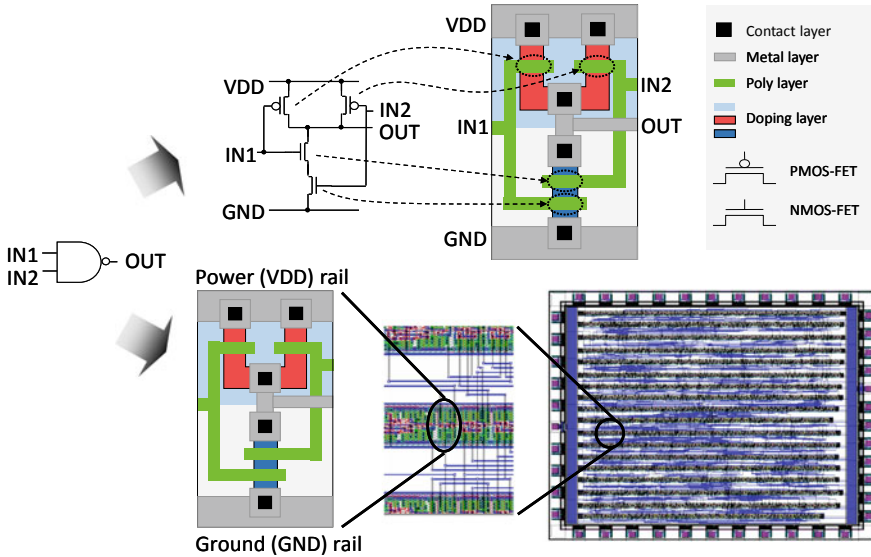 VDD
VDD
IN2
OUT
IN1
GND
IN2
IN1
OUT
GND
Contact layer
Metal layer
Poly layer
Doping layer
PMOS-FET
NMOS-FET
IN1
IN2
OUT
Power (VDD) rail
Ground (GND) rail